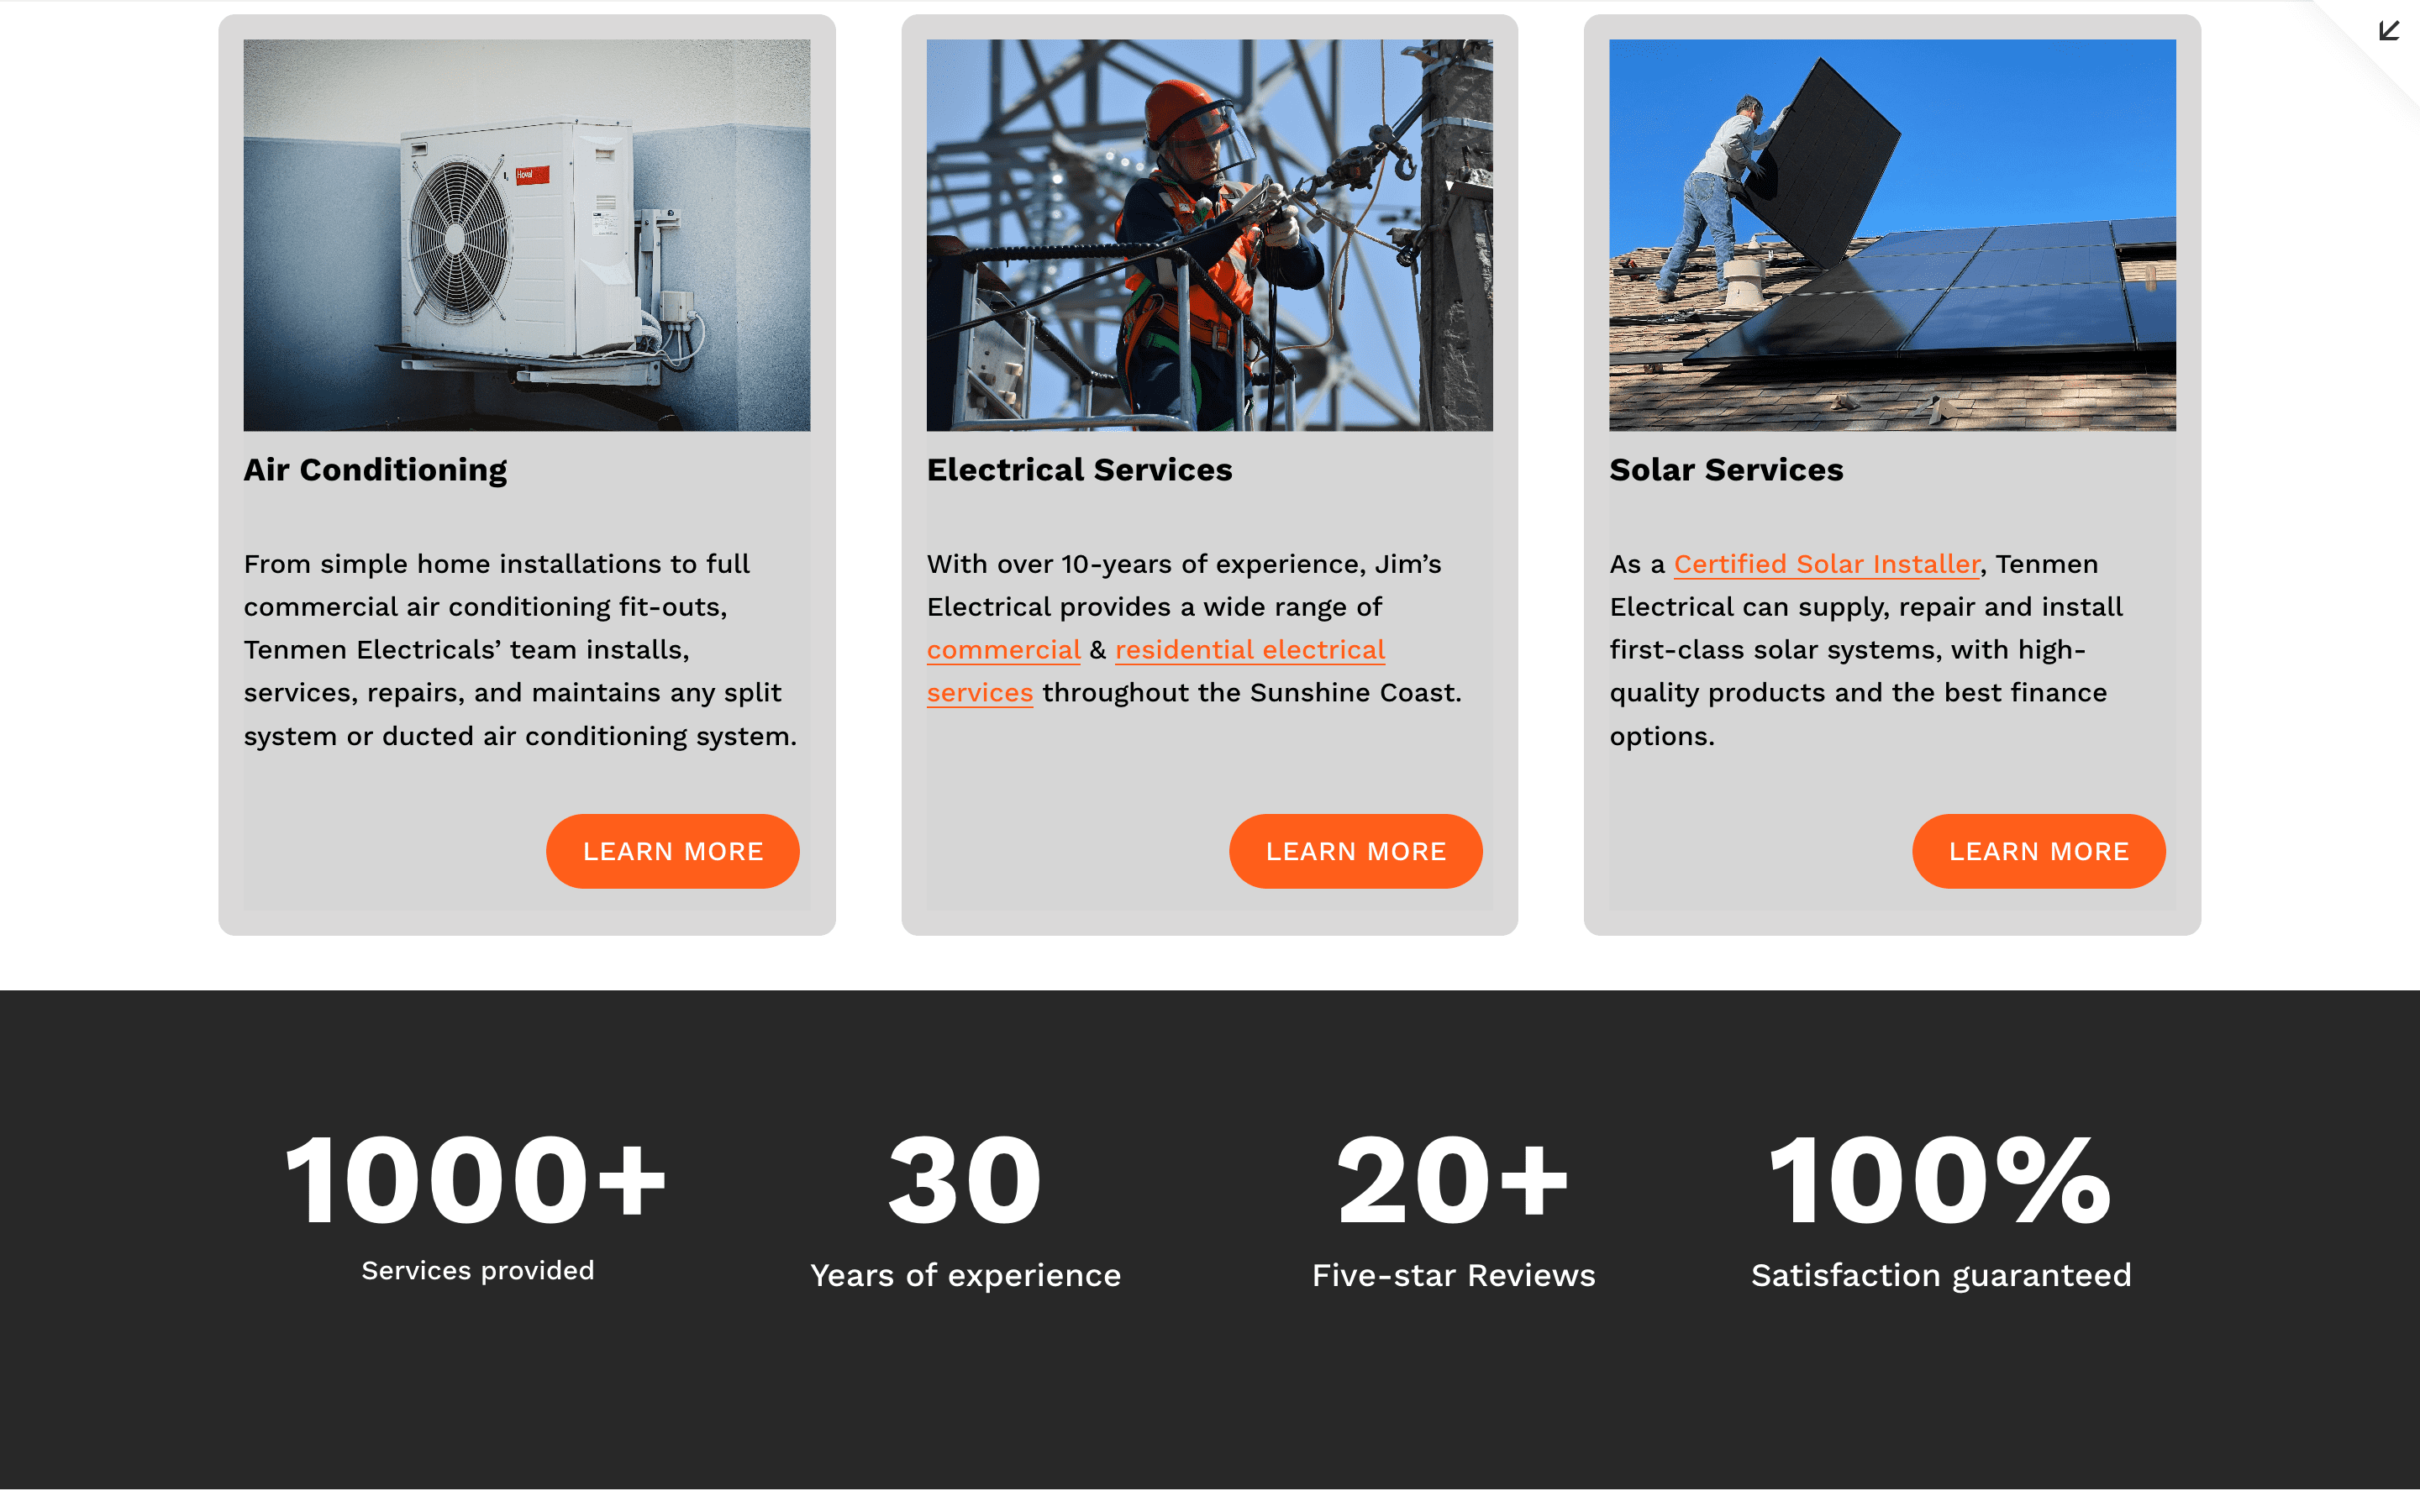 Hoval
Air Conditioning
From simple home installations to full
commercial air conditioning fit-outs,
Tenmen Electricals’ team installs,
services, repairs, and maintains any split
system or ducted air conditioning system.
LEARN MORE
Electrical Services
With over 10-years of experience, Jim’s
Electrical provides a wide range of
commercial & residential electrical
services throughout the Sunshine Coast.
LEARN MORE
Solar Services
As a Certified Solar Installer, Tenmen
Electrical can supply, repair and install
first-class solar systems, with high-
quality products and the best finance
options.
LEARN MORE
1000+
Services provided
30
Years of experience
20+
Five-star Reviews
100%
Satisfaction guaranteed